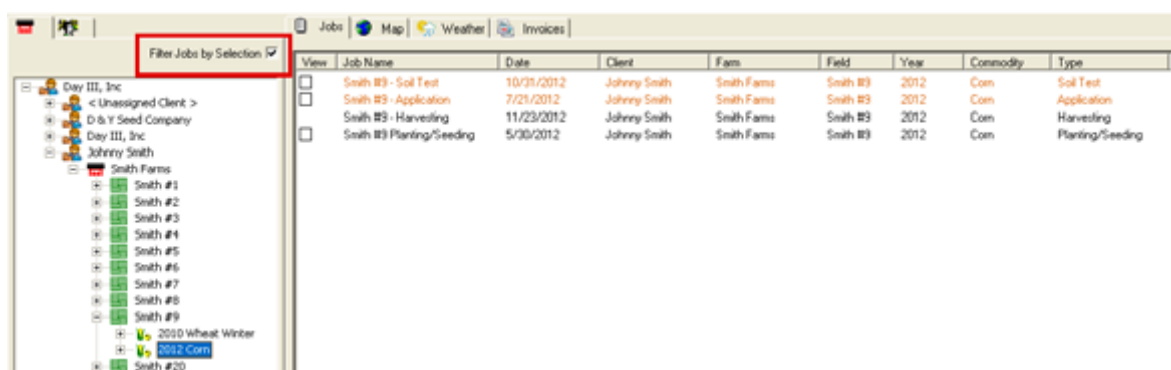 Jobs Map Weather Invoices
Filter Jobs by Selection
View Job Name Date Client Farm Field Year Commodity Type
Smith #9 - Soil Test 10/31/2012 Johnny Smith Smith Farms Smith #9 2012 Corn Soil Test
Smith #9 - Application 7/21/2012 Johnny Smith Smith Farms Smith #9 2012 Corn Application
Smith #9 - Harvesting 11/23/2012 Johnny Smith Smith Farms Smith #9 2012 Corn Harvesting
Smith #9 Planting/Seeding 5/30/2012 Johnny Smith Smith Farms Smith #9 2012 Corn Planting/Seeding
Day III, Inc
< Unassigned Client >
D & Y Seed Company
Day III, Inc
Johnny Smith
Smith Farms
Smith #1
Smith #2
Smith #3
Smith #4
Smith #5
Smith #6
Smith #7
Smith #8
Smith #9
2010 Wheat Winter
2012 Corn
Smith #20